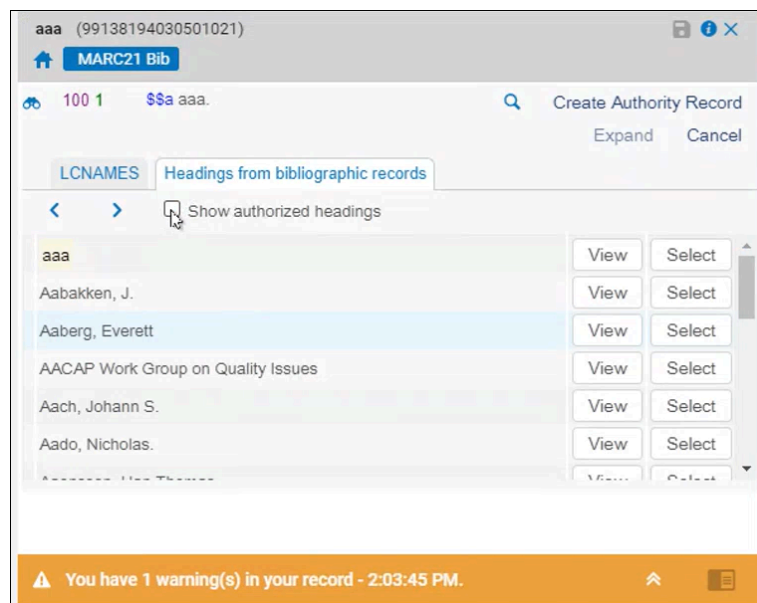 aaa (99138194030501021)
MARC21 Bib
100 1 $$a aaa. Create Authority Record
Expand Cancel
LCNAMES Headings from bibliographic records
Show authorized headings
aaa View Select
Aabakken, J. View Select
Aaberg, Everett View Select
AACAP Work Group on Quality Issues View Select
Aach, Johann S. View Select
Aado, Nicholas. View Select
You have 1 warning(s) in your record - 2:03:45 PM.